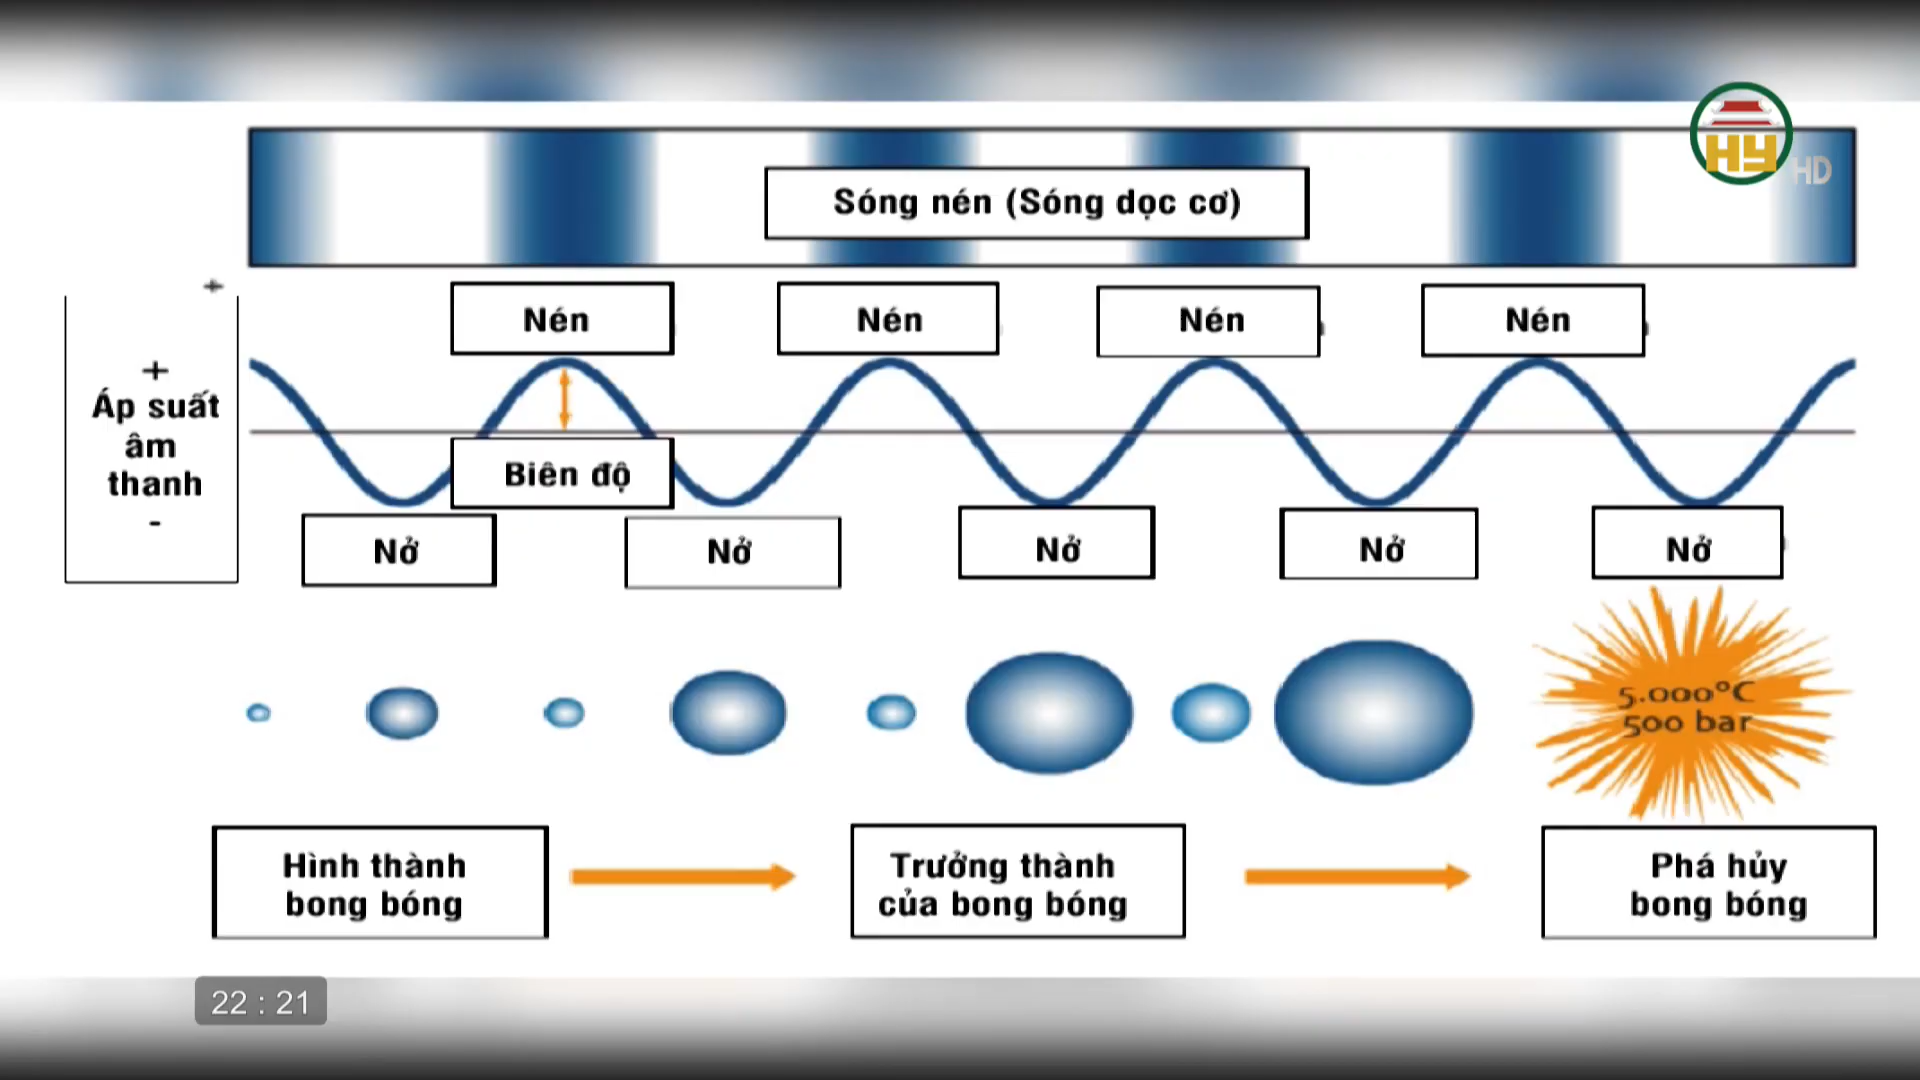 HY
HD
Sóng nén (Sóng dọc cơ)
+
Nén
Nén
Nén
Nén
+
Áp suất
âm
thanh
-
Biên độ
Nở
Nở
Nở
Nở
Nở
5.000°C
500 bar
Hình thành
bong bóng
Trưởng thành
của bong bóng
Phá hủy
bong bóng
22 : 21